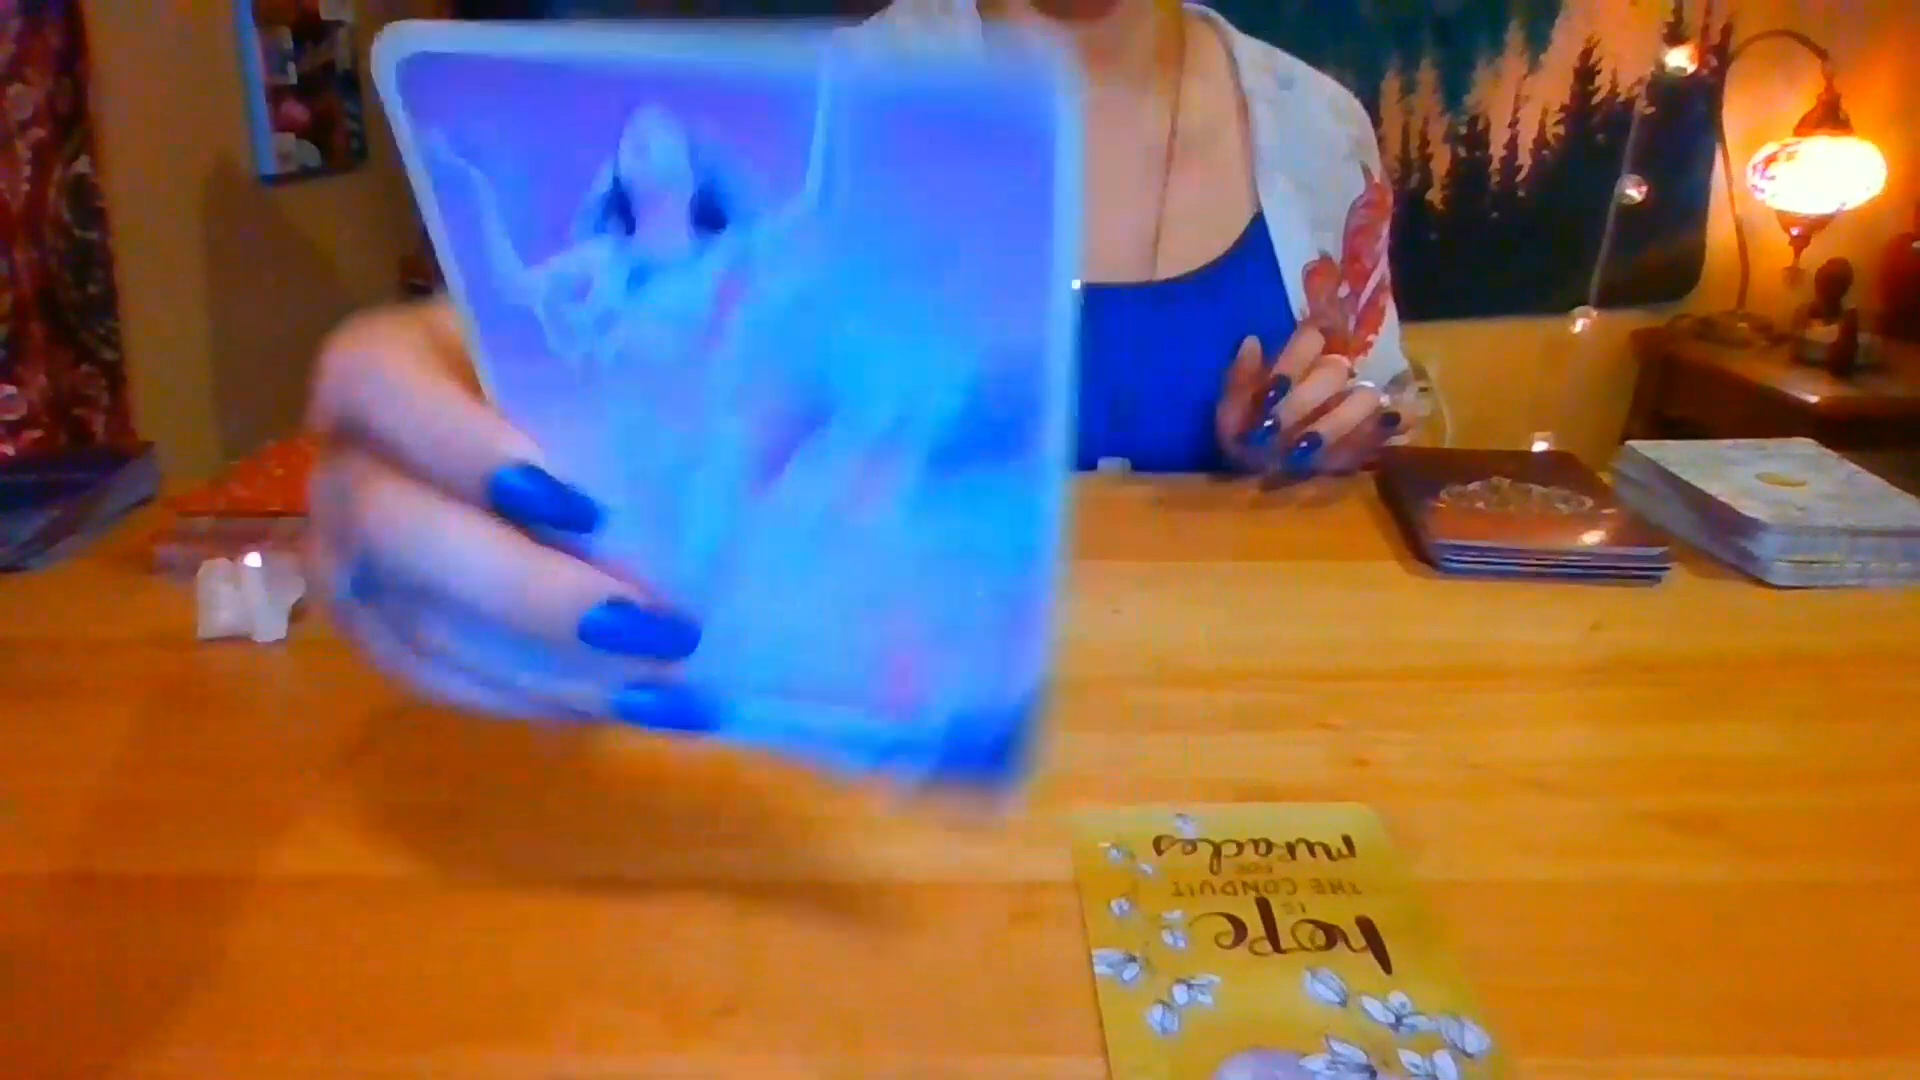 hope
IS
THE CONDUIT
FOR
miracles